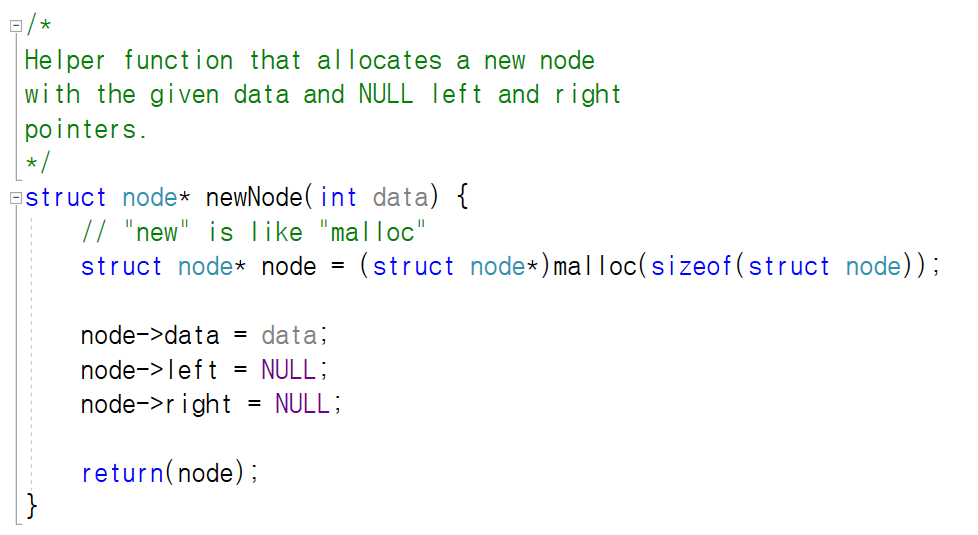 /*
Helper function that allocates a new node
with the given data and NULL left and right
pointers.
*/
struct node* newNode(int data) {
    // "new" is like "malloc"
    struct node* node = (struct node*)malloc(sizeof(struct node));

    node->data = data;
    node->left = NULL;
    node->right = NULL;

    return(node);
}